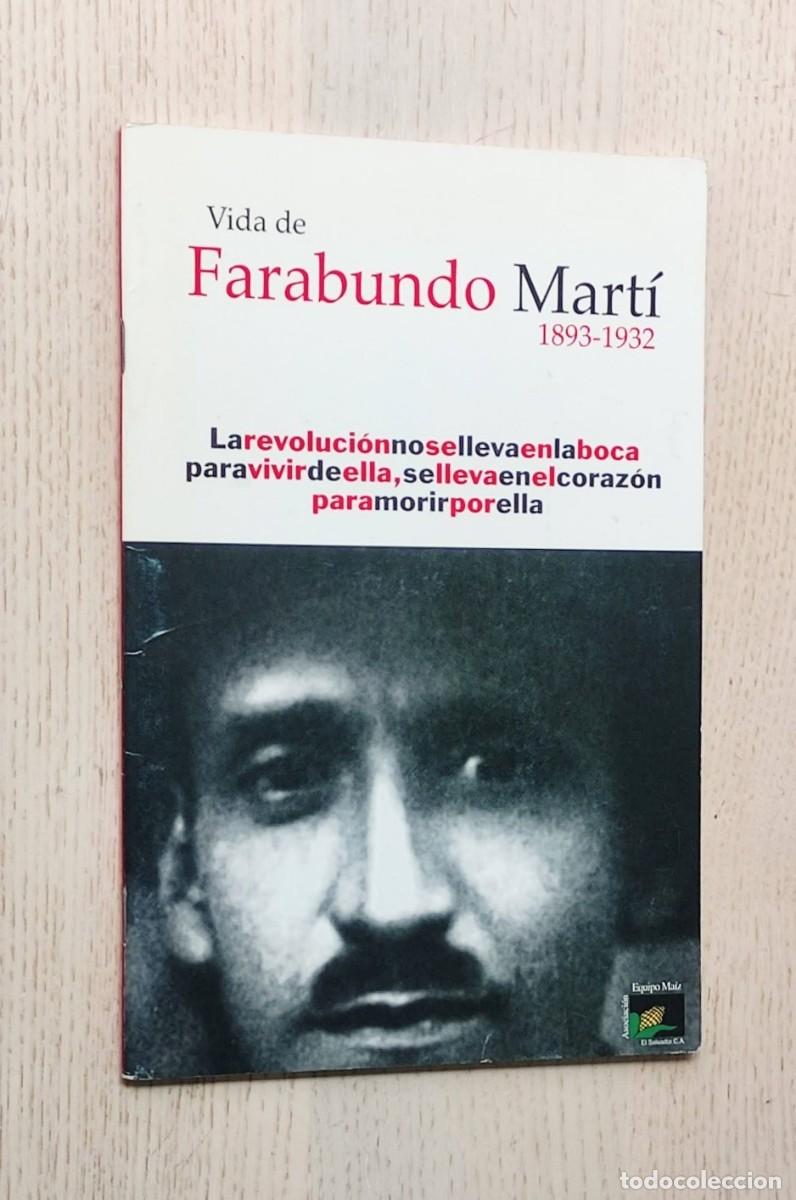 Vida de
Farabundo Martí
1893-1932
Larevoluciónnosellevaenlaboca
paravivirdeella,sellevaenelcorazón
paramorirporella
Equipo Maíz
Asociación
El Salvador, C.A.
todocoleccion